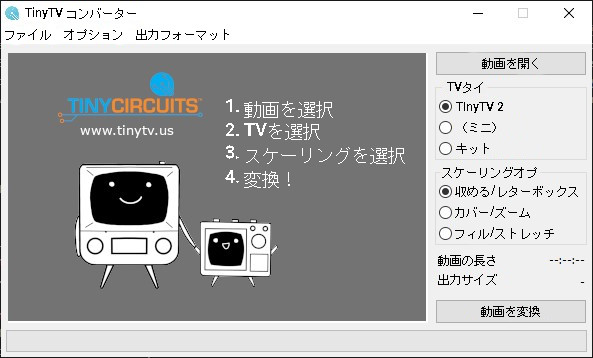 TinyTV コンバーター
ファイル オプション 出力フォーマット
TINYCIRCUITS™
www.tinytv.us
1. 動画を選択
2. TVを選択
3. スケーリングを選択
4. 変換！
動画を開く
TVタイ
TinyTV 2
（ミニ）
キット
スケーリングオプ
収める/レターボックス
カバー/ズーム
フィル/ストレッチ
動画の長さ --:--:--
出力サイズ -
動画を変換